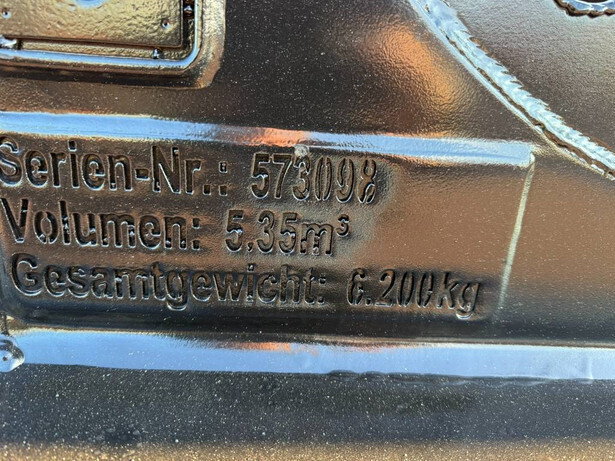 Serien-Nr.: 573098
Volumen: 5,35m³
Gesamtgewicht: 6.200kg